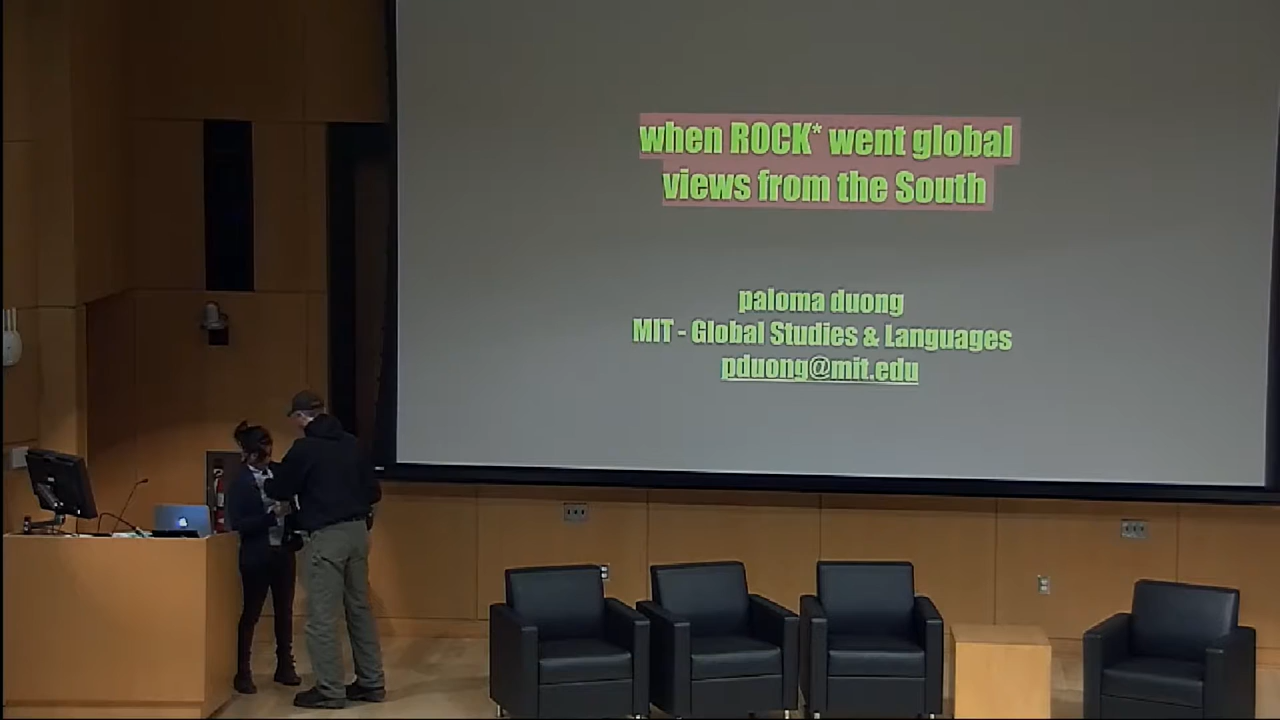 when ROCK* went global
views from the South
paloma duong
MIT - Global Studies & Languages
pduong@mit.edu